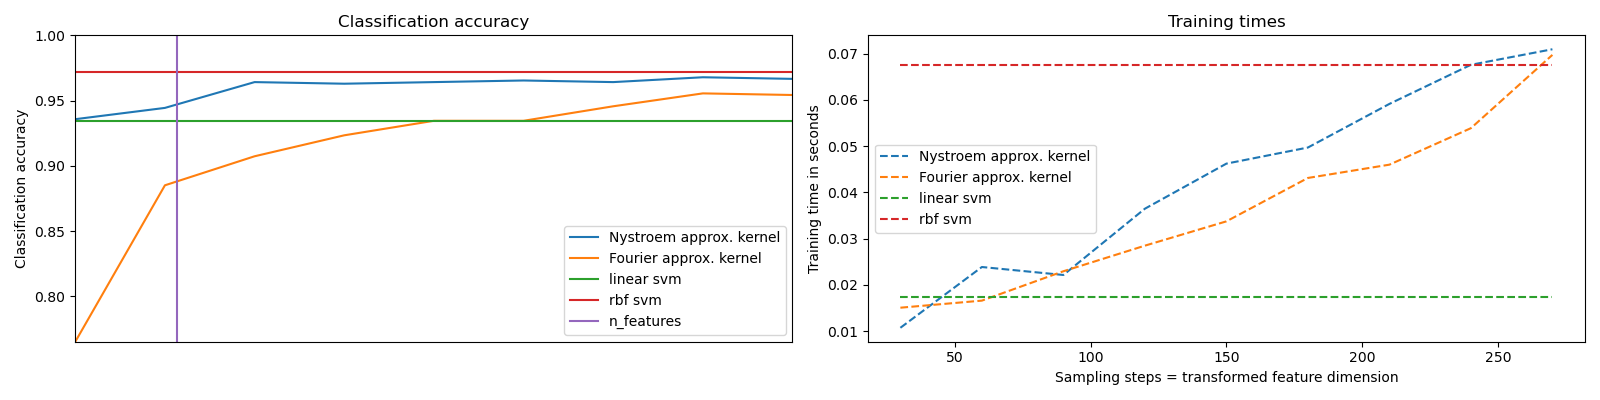 Classification accuracy
1.00
0.95
0.90
0.85
0.80
Classification accuracy
Nystroem approx. kernel
Fourier approx. kernel
linear svm
rbf svm
n_features
Training times
0.07
0.06
0.05
0.04
0.03
0.02
0.01
Training time in seconds
Nystroem approx. kernel
Fourier approx. kernel
linear svm
rbf svm
50
100
150
200
250
Sampling steps = transformed feature dimension